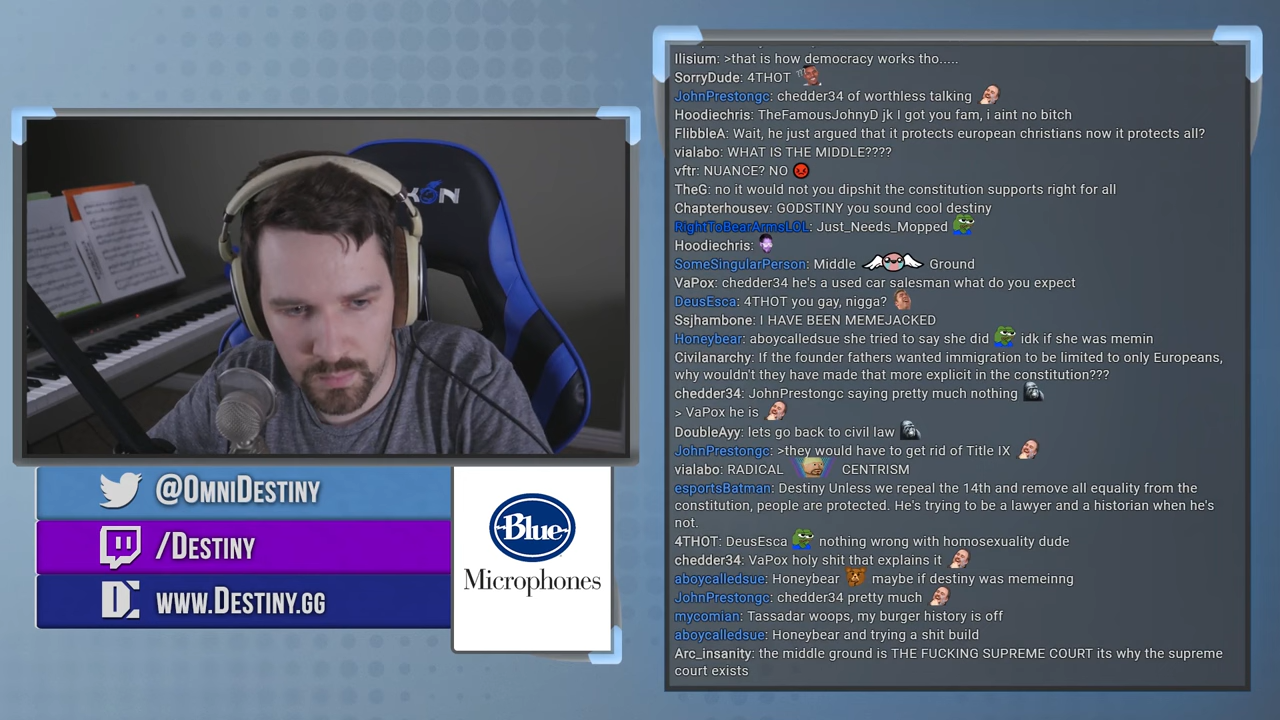 Ilisium: >that is how democracy works tho.....
SorryDude: 4THOT
JohnPrestongc: chedder34 of worthless talking
Hoodiechris: TheFamousJohnyD jk I got you fam, i aint no bitch
FlibbleA: Wait, he just argued that it protects european christians now it protects all?
vialabo: WHAT IS THE MIDDLE????
vftr: NUANCE? NO
TheG: no it would not you dipshit the constitution supports right for all
Chapterhousev: GODSTINY you sound cool destiny
RightToBearArmsLOL: Just_Needs_Mopped
Hoodiechris:
SomeSingularPerson: Middle Ground
VaPox: chedder34 he's a used car salesman what do you expect
DeusEsca: 4THOT you gay, nigga?
Ssjhambone: I HAVE BEEN MEMEJACKED
Honeybear: aboycalledsue she tried to say she did idk if she was memin
Civilanarchy: If the founder fathers wanted immigration to be limited to only Europeans,
why wouldn't they have made that more explicit in the constitution???
chedder34: JohnPrestongc saying pretty much nothing
> VaPox he is
DoubleAyy: lets go back to civil law
JohnPrestongc: >they would have to get rid of Title IX
vialabo: RADICAL CENTRISM
esportsBatman: Destiny Unless we repeal the 14th and remove all equality from the
constitution, people are protected. He's trying to be a lawyer and a historian when he's
not.
4THOT: DeusEsca nothing wrong with homosexuality dude
chedder34: VaPox holy shit that explains it
aboycalledsue: Honeybear maybe if destiny was memeinng
JohnPrestongc: chedder34 pretty much
mycomian: Tassadar woops, my burger history is off
aboycalledsue: Honeybear and trying a shit build
Arc_insanity: the middle ground is THE FUCKING SUPREME COURT its why the supreme
court exists
@OmniDestiny
/Destiny
www.Destiny.gg
Blue
Microphones